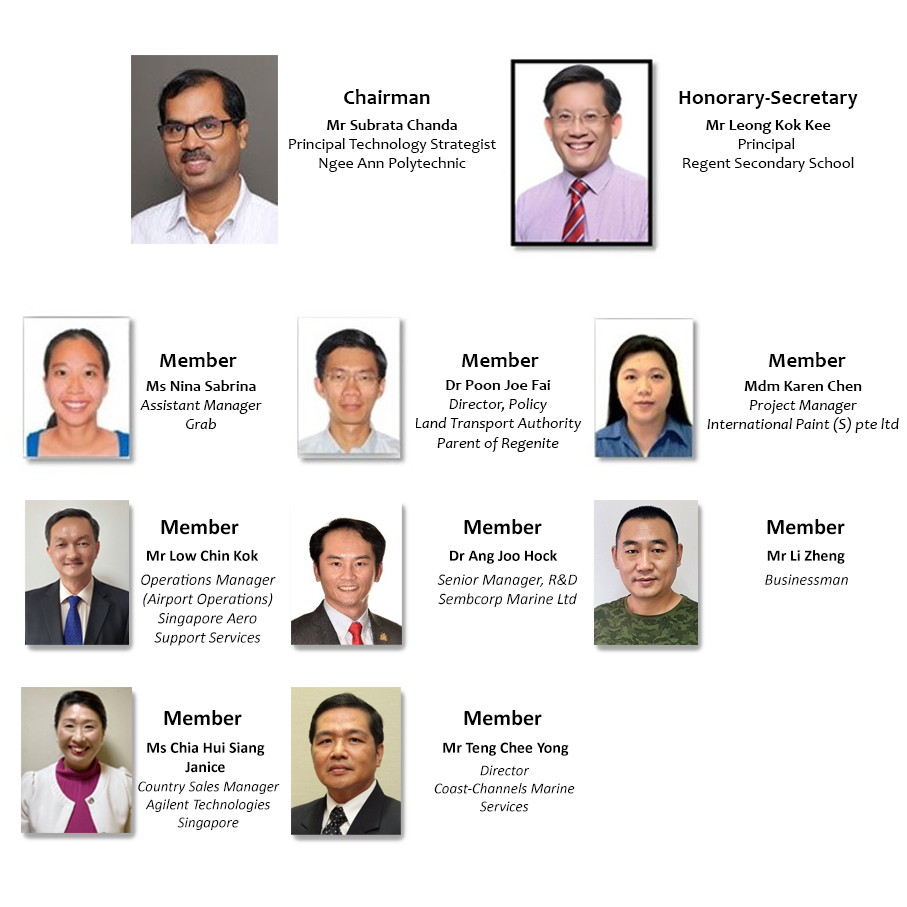 Chairman
Mr Subrata Chanda
Principal Technology Strategist
Ngee Ann Polytechnic
Honorary-Secretary
Mr Leong Kok Kee
Principal
Regent Secondary School
Member
Ms Nina Sabrina
Assistant Manager
Grab
Member
Dr Poon Joe Fai
Director, Policy
Land Transport Authority
Parent of Regenite
Member
Mdm Karen Chen
Project Manager
International Paint (S) pte ltd
Member
Mr Low Chin Kok
Operations Manager
(Airport Operations)
Singapore Aero
Support Services
Member
Dr Ang Joo Hock
Senior Manager, R&D
Sembcorp Marine Ltd
Member
Mr Li Zheng
Businessman
Member
Ms Chia Hui Siang
Janice
Country Sales Manager
Agilent Technologies
Singapore
Member
Mr Teng Chee Yong
Director
Coast-Channels Marine
Services